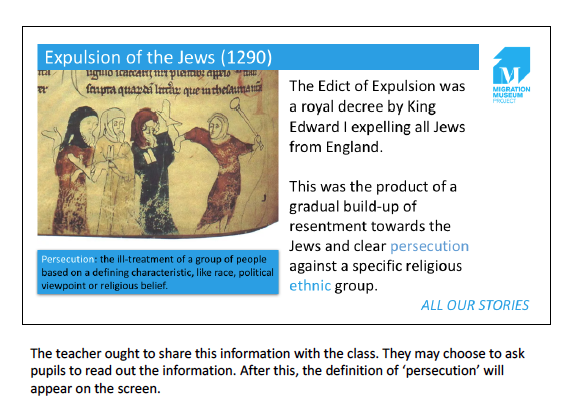 Expulsion of the Jews (1290)
MIGRATION
MUSEUM
PROJECT
The Edict of Expulsion was
a royal decree by King
Edward I expelling all Jews
from England.
This was the product of a
gradual build-up of
resentment towards the
Jews and clear persecution
against a specific religious
ethnic group.
Persecution: the ill-treatment of a group of people
based on a defining characteristic, like race, political
viewpoint or religious belief.
ALL OUR STORIES
The teacher ought to share this information with the class. They may choose to ask
pupils to read out the information. After this, the definition of ‘persecution’ will
appear on the screen.